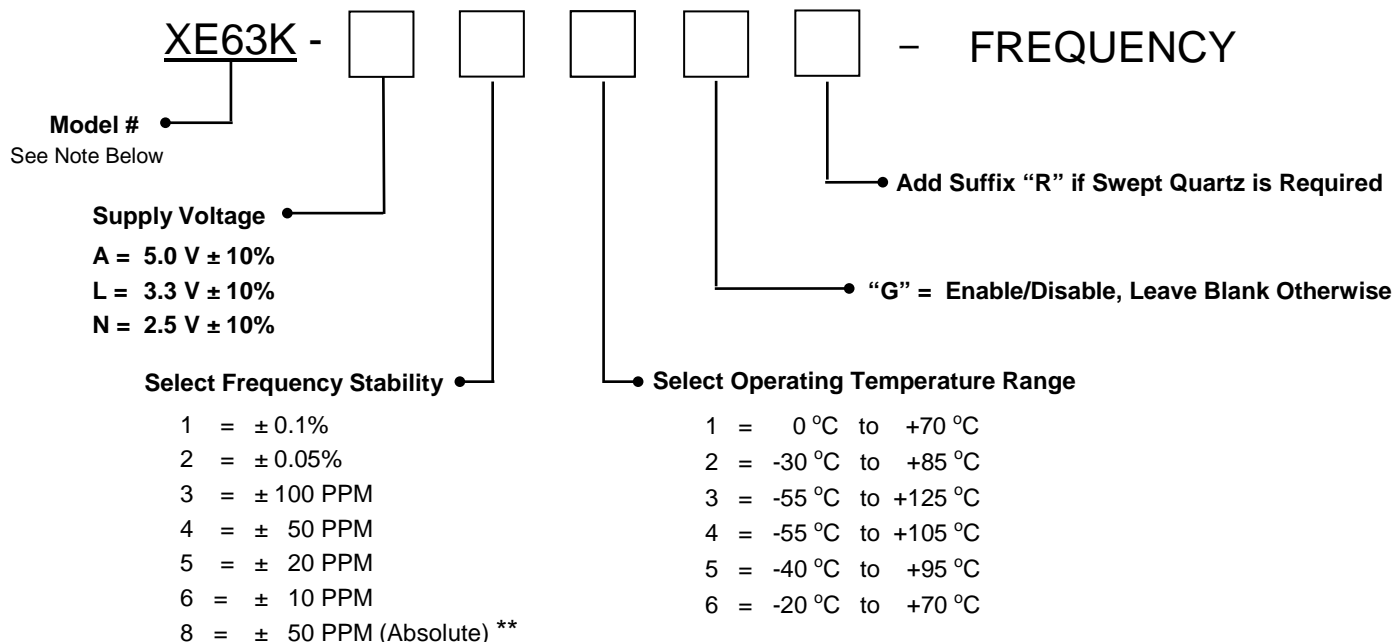 XE63K - – FREQUENCY
Model #
See Note Below
Add Suffix “R” if Swept Quartz is Required
Supply Voltage
A = 5.0 V ± 10%
L = 3.3 V ± 10%
N = 2.5 V ± 10%
“G” = Enable/Disable, Leave Blank Otherwise
Select Frequency Stability
1 = ± 0.1%
2 = ± 0.05%
3 = ± 100 PPM
4 = ± 50 PPM
5 = ± 20 PPM
6 = ± 10 PPM
8 = ± 50 PPM (Absolute) **
Select Operating Temperature Range
1 = 0 °C to +70 °C
2 = -30 °C to +85 °C
3 = -55 °C to +125 °C
4 = -55 °C to +105 °C
5 = -40 °C to +95 °C
6 = -20 °C to +70 °C